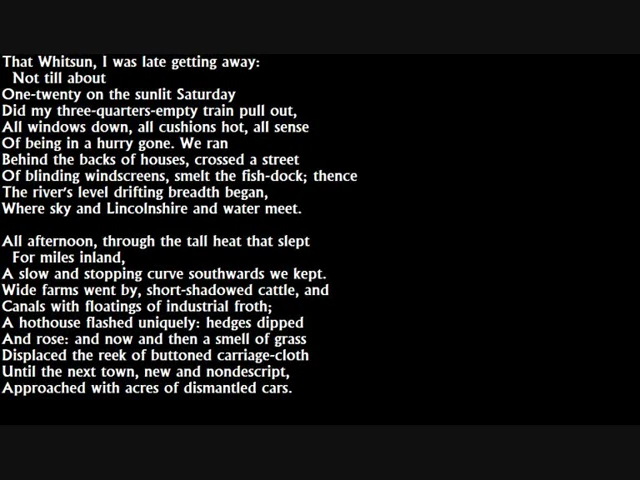 That Whitsun, I was late getting away:
Not till about
One-twenty on the sunlit Saturday
Did my three-quarters-empty train pull out,
All windows down, all cushions hot, all sense
Of being in a hurry gone. We ran
Behind the backs of houses, crossed a street
Of blinding windscreens, smelt the fish-dock; thence
The river's level drifting breadth began,
Where sky and Lincolnshire and water meet.
All afternoon, through the tall heat that slept
For miles inland,
A slow and stopping curve southwards we kept.
Wide farms went by, short-shadowed cattle, and
Canals with floatings of industrial froth;
A hothouse flashed uniquely: hedges dipped
And rose: and now and then a smell of grass
Displaced the reek of buttoned carriage-cloth
Until the next town, new and nondescript,
Approached with acres of dismantled cars.